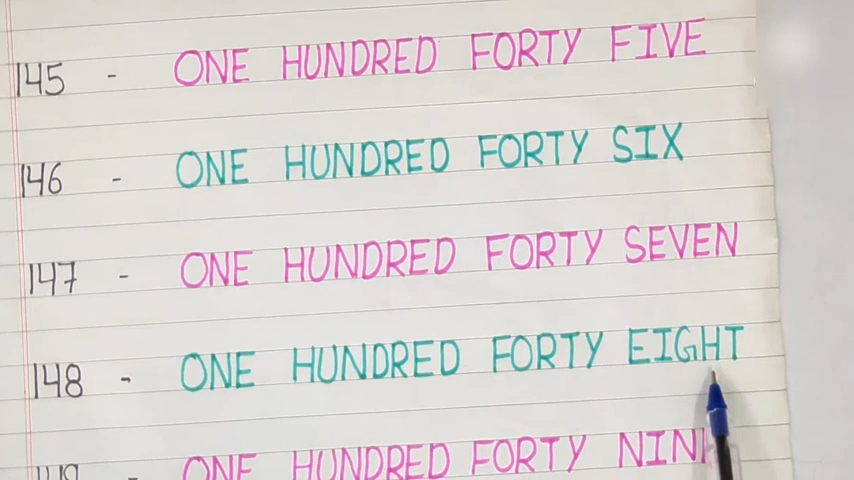 145 - ONE HUNDRED FORTY FIVE
146 - ONE HUNDRED FORTY SIX
147 - ONE HUNDRED FORTY SEVEN
148 - ONE HUNDRED FORTY EIGHT
149 - ONE HUNDRED FORTY